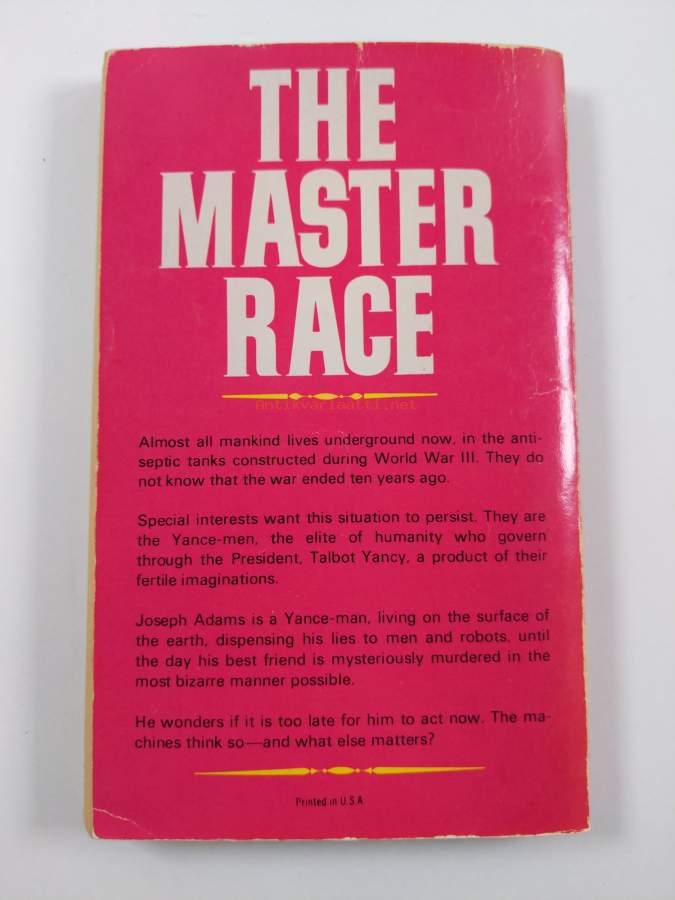 THE
MASTER
RACE
Antikvariaatti.net
Almost all mankind lives underground now, in the anti-
septic tanks constructed during World War III. They do
not know that the war ended ten years ago.
Special interests want this situation to persist. They are
the Yance-men, the elite of humanity who govern
through the President, Talbot Yancy, a product of their
fertile imaginations.
Joseph Adams is a Yance-man, living on the surface of
the earth, dispensing his lies to men and robots, until
the day his best friend is mysteriously murdered in the
most bizarre manner possible.
He wonders if it is too late for him to act now. The ma-
chines think so—and what else matters?
Printed in U.S.A.